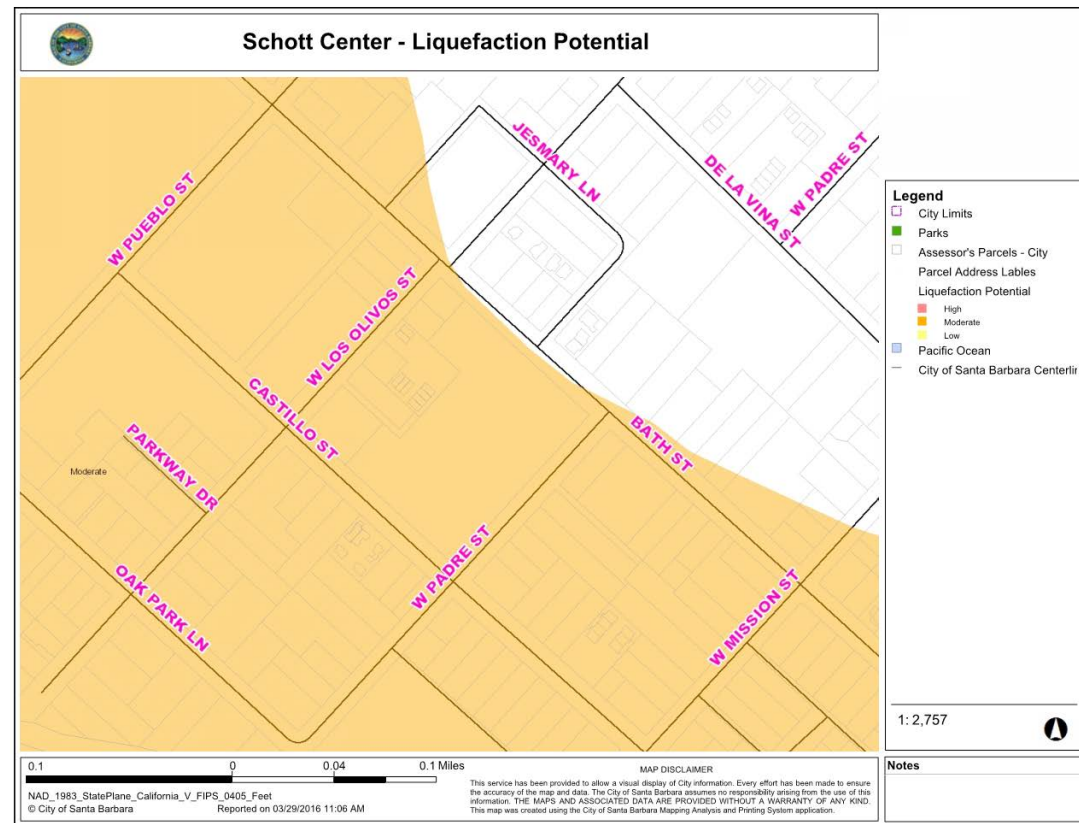 Schott Center - Liquefaction Potential
JESMARY LN
DE LA VINA ST
W PADRE ST
W PUEBLO ST
W LOS OLIVOS ST
CASTILLO ST
PARKWAY DR
Moderate
BATH ST
W PADRE ST
OAK PARK LN
W MISSION ST
Legend
City Limits
Parks
Assessor's Parcels - City
Parcel Address Lables
Liquefaction Potential
High
Moderate
Low
Pacific Ocean
City of Santa Barbara Centerlin
1: 2,757
Notes
0.1 0 0.04 0.1 Miles
NAD_1983_StatePlane_California_V_FIPS_0405_Feet
© City of Santa Barbara Reported on 03/29/2016 11:06 AM
MAP DISCLAIMER
This service has been provided to allow a visual display of City information. Every effort has been made to ensure
the accuracy of the map and data. The City of Santa Barbara assumes no responsibility arising from the use of this
information. THE MAPS AND ASSOCIATED DATA ARE PROVIDED WITHOUT A WARRANTY OF ANY KIND.
This map was created using the City of Santa Barbara Mapping Analysis and Printing System application.